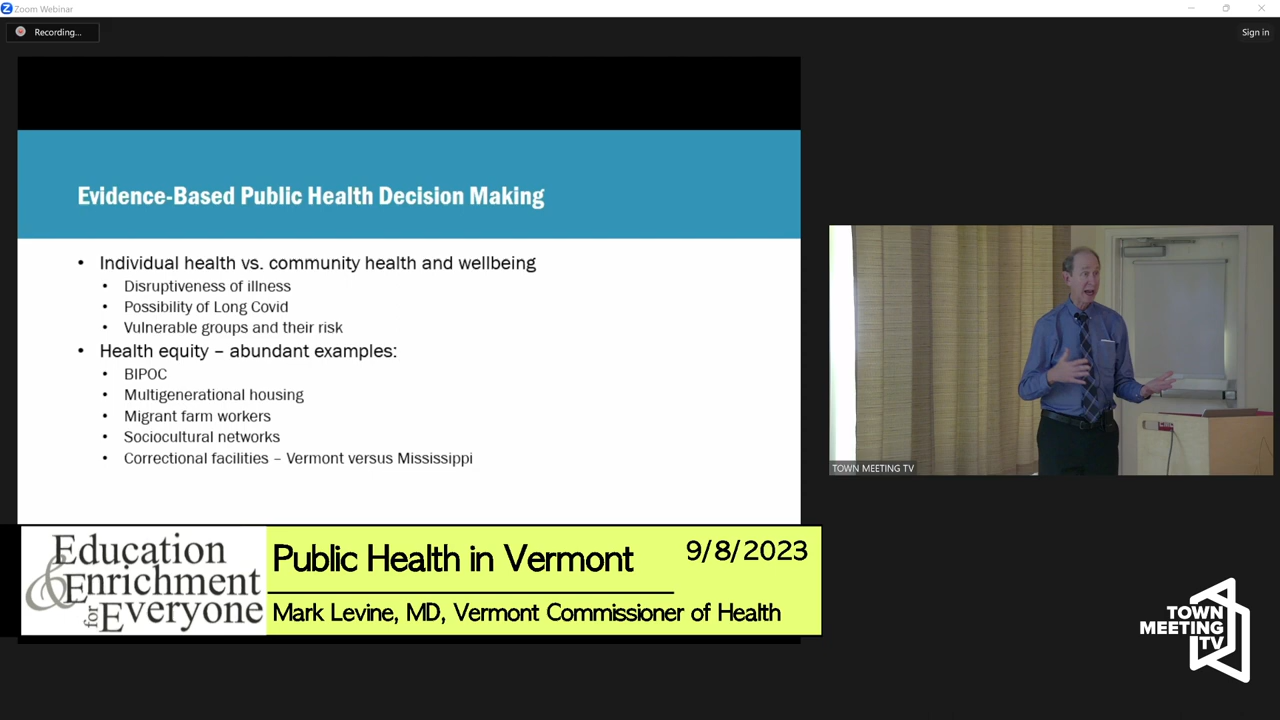 Zoom Webinar
Recording...
Sign in
Evidence-Based Public Health Decision Making
• Individual health vs. community health and wellbeing
• Disruptiveness of illness
• Possibility of Long Covid
• Vulnerable groups and their risk
• Health equity – abundant examples:
• BIPOC
• Multigenerational housing
• Migrant farm workers
• Sociocultural networks
• Correctional facilities – Vermont versus Mississippi
TOWN MEETING TV
Education
& Enrichment
for Everyone
Public Health in Vermont
9/8/2023
Mark Levine, MD, Vermont Commissioner of Health
TOWN
MEETING
TV